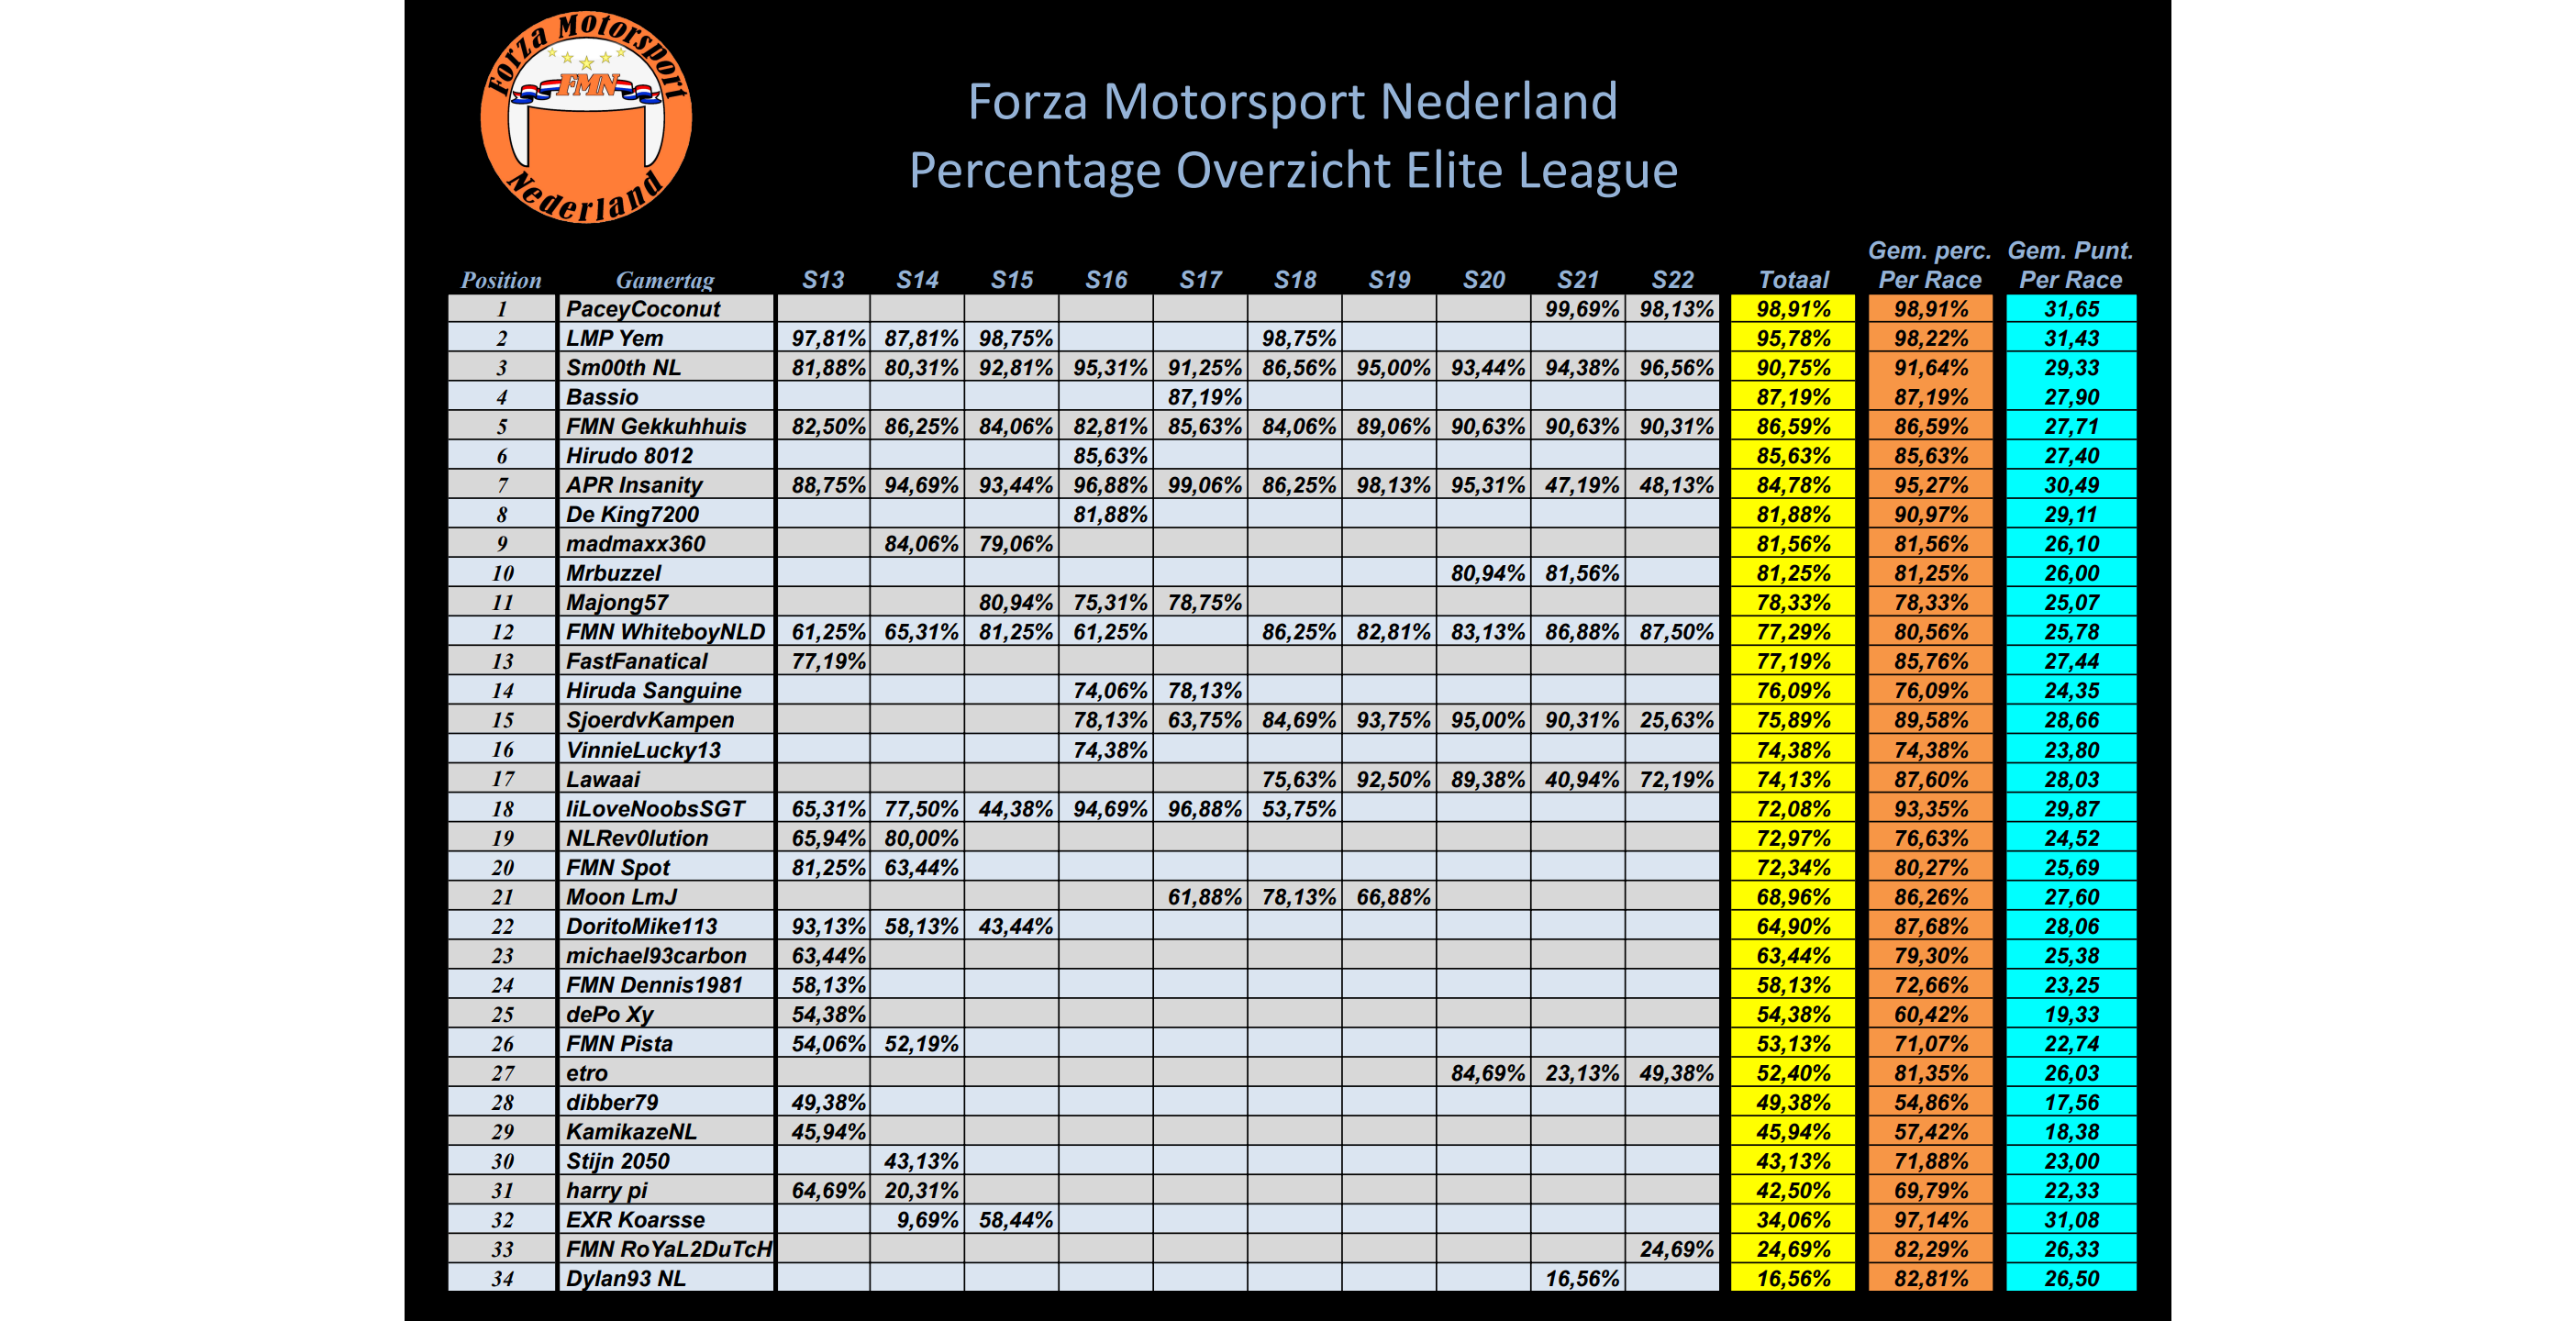 Forza Motorsport
FMN
Nederland
Forza Motorsport Nederland
Percentage Overzicht Elite League
Gem. perc. Gem. Punt.
Position Gamertag S13 S14 S15 S16 S17 S18 S19 S20 S21 S22 Totaal Per Race Per Race
1 PaceyCoconut 99,69% 98,13% 98,91% 98,91% 31,65
2 LMP Yem 97,81% 87,81% 98,75% 98,75% 95,78% 98,22% 31,43
3 Sm00th NL 81,88% 80,31% 92,81% 95,31% 91,25% 86,56% 95,00% 93,44% 94,38% 96,56% 90,75% 91,64% 29,33
4 Bassio 87,19% 87,19% 87,19% 27,90
5 FMN Gekkuhhuis 82,50% 86,25% 84,06% 82,81% 85,63% 84,06% 89,06% 90,63% 90,63% 90,31% 86,59% 86,59% 27,71
6 Hirudo 8012 85,63% 85,63% 85,63% 27,40
7 APR Insanity 88,75% 94,69% 93,44% 96,88% 99,06% 86,25% 98,13% 95,31% 47,19% 48,13% 84,78% 95,27% 30,49
8 De King7200 81,88% 81,88% 90,97% 29,11
9 madmaxx360 84,06% 79,06% 81,56% 81,56% 26,10
10 Mrbuzzel 80,94% 81,56% 81,25% 81,25% 26,00
11 Majong57 80,94% 75,31% 78,75% 78,33% 78,33% 25,07
12 FMN WhiteboyNLD 61,25% 65,31% 81,25% 61,25% 86,25% 82,81% 83,13% 86,88% 87,50% 77,29% 80,56% 25,78
13 FastFanatical 77,19% 77,19% 85,76% 27,44
14 Hiruda Sanguine 74,06% 78,13% 76,09% 76,09% 24,35
15 SjoerdvKampen 78,13% 63,75% 84,69% 93,75% 95,00% 90,31% 25,63% 75,89% 89,58% 28,66
16 VinnieLucky13 74,38% 74,38% 74,38% 23,80
17 Lawaai 75,63% 92,50% 89,38% 40,94% 72,19% 74,13% 87,60% 28,03
18 IiLoveNoobsSGT 65,31% 77,50% 44,38% 94,69% 96,88% 53,75% 72,08% 93,35% 29,87
19 NLRev0lution 65,94% 80,00% 72,97% 76,63% 24,52
20 FMN Spot 81,25% 63,44% 72,34% 80,27% 25,69
21 Moon LmJ 61,88% 78,13% 66,88% 68,96% 86,26% 27,60
22 DoritoMike113 93,13% 58,13% 43,44% 64,90% 87,68% 28,06
23 michael93carbon 63,44% 63,44% 79,30% 25,38
24 FMN Dennis1981 58,13% 58,13% 72,66% 23,25
25 dePo Xy 54,38% 54,38% 60,42% 19,33
26 FMN Pista 54,06% 52,19% 53,13% 71,07% 22,74
27 etro 84,69% 23,13% 49,38% 52,40% 81,35% 26,03
28 dibber79 49,38% 49,38% 54,86% 17,56
29 KamikazeNL 45,94% 45,94% 57,42% 18,38
30 Stijn 2050 43,13% 43,13% 71,88% 23,00
31 harry pi 64,69% 20,31% 42,50% 69,79% 22,33
32 EXR Koarsse 9,69% 58,44% 34,06% 97,14% 31,08
33 FMN RoYaL2DuTcH 24,69% 24,69% 82,29% 26,33
34 Dylan93 NL 16,56% 16,56% 82,81% 26,50